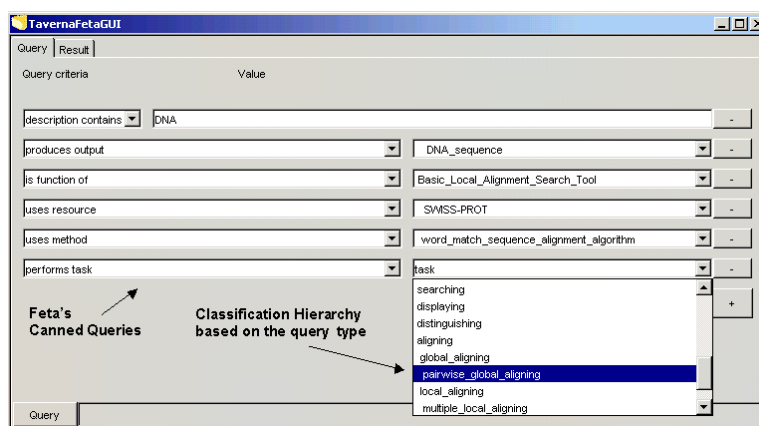 TavernaFetaGUI
Query Result
Query criteria Value
description contains DNA -
produces output DNA_sequence -
is function of Basic_Local_Alignment_Search_Tool -
uses resource SWISS-PROT -
uses method word_match_sequence_alignment_algorithm -
performs task task -
searching
displaying
distinguishing
aligning
global_aligning
pairwise_global_aligning
local_aligning
multiple_local_aligning
+
Feta's
Canned Queries
Classification Hierarchy
based on the query type
Query